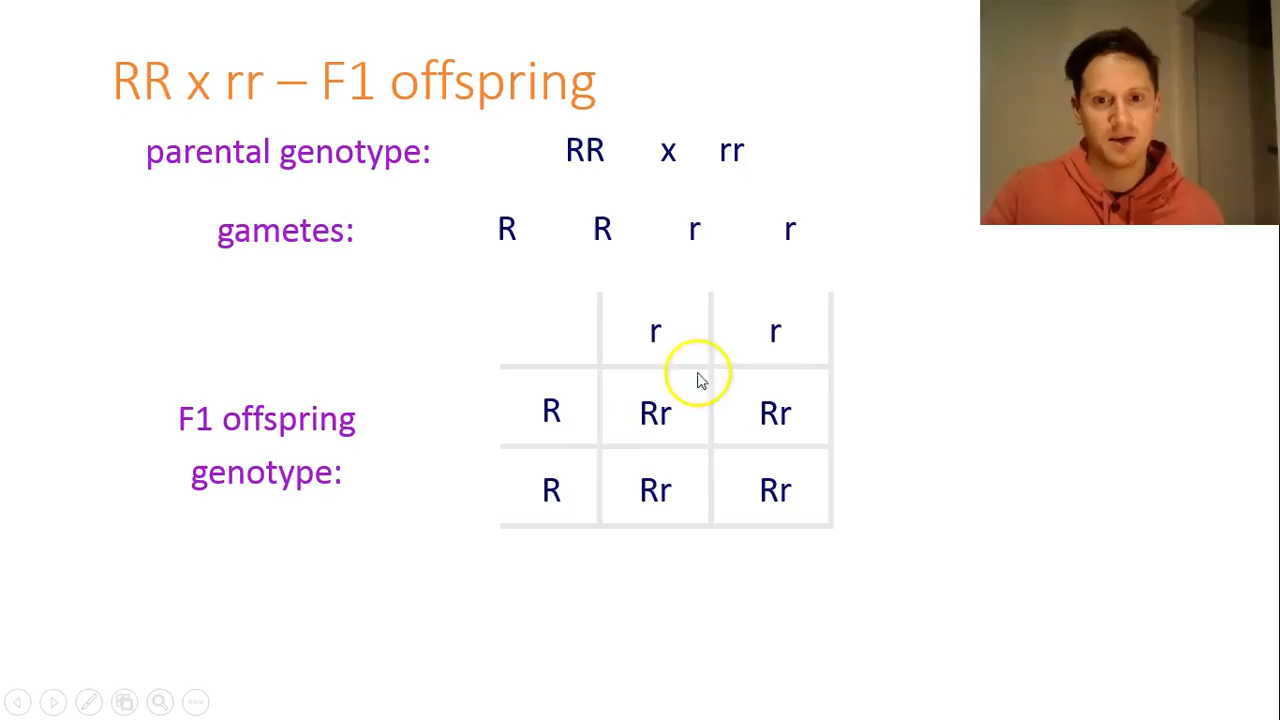 RR x rr – F1 offspring
parental genotype: RR x rr
gametes: R R r r
r r
F1 offspring
genotype:
R Rr Rr
R Rr Rr